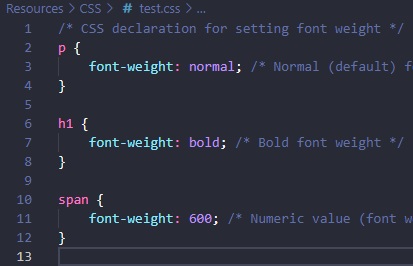 Resources > CSS > # test.css > ...
1 /* CSS declaration for setting font weight */
2 p {
3 font-weight: normal; /* Normal (default) f
4 }
5
6 h1 {
7 font-weight: bold; /* Bold font weight */
8 }
9
10 span {
11 font-weight: 600; /* Numeric value (font w
12 }
13